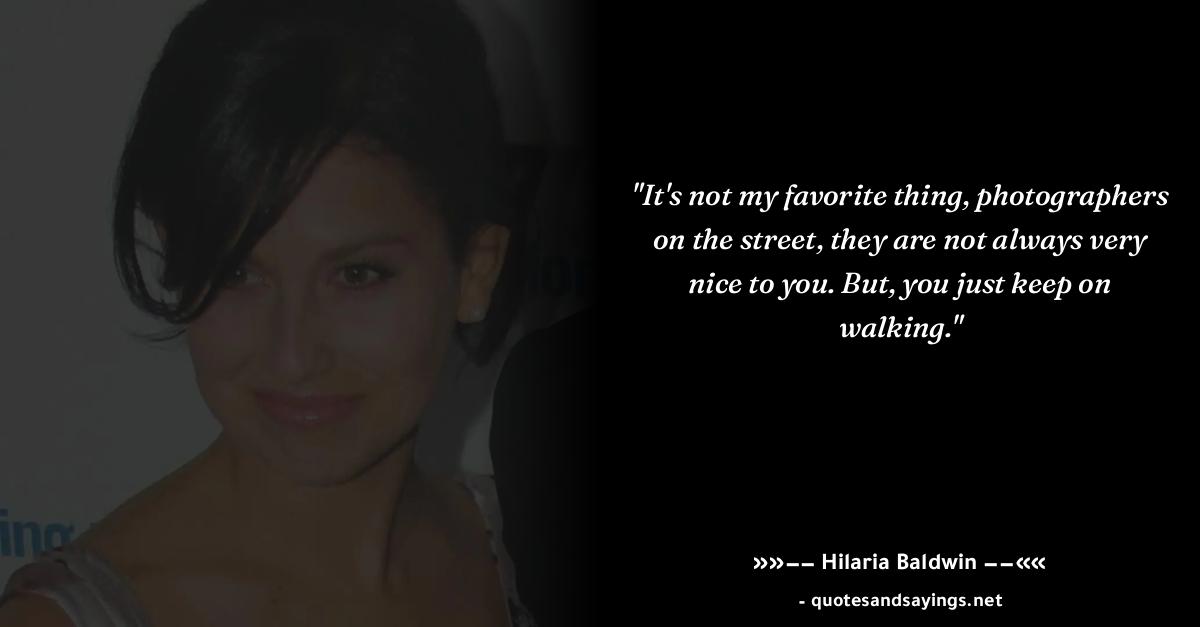 "It's not my favorite thing, photographers
on the street, they are not always very
nice to you. But, you just keep on
walking."
»»−− Hilaria Baldwin −−««
- quotesandsayings.net
ing